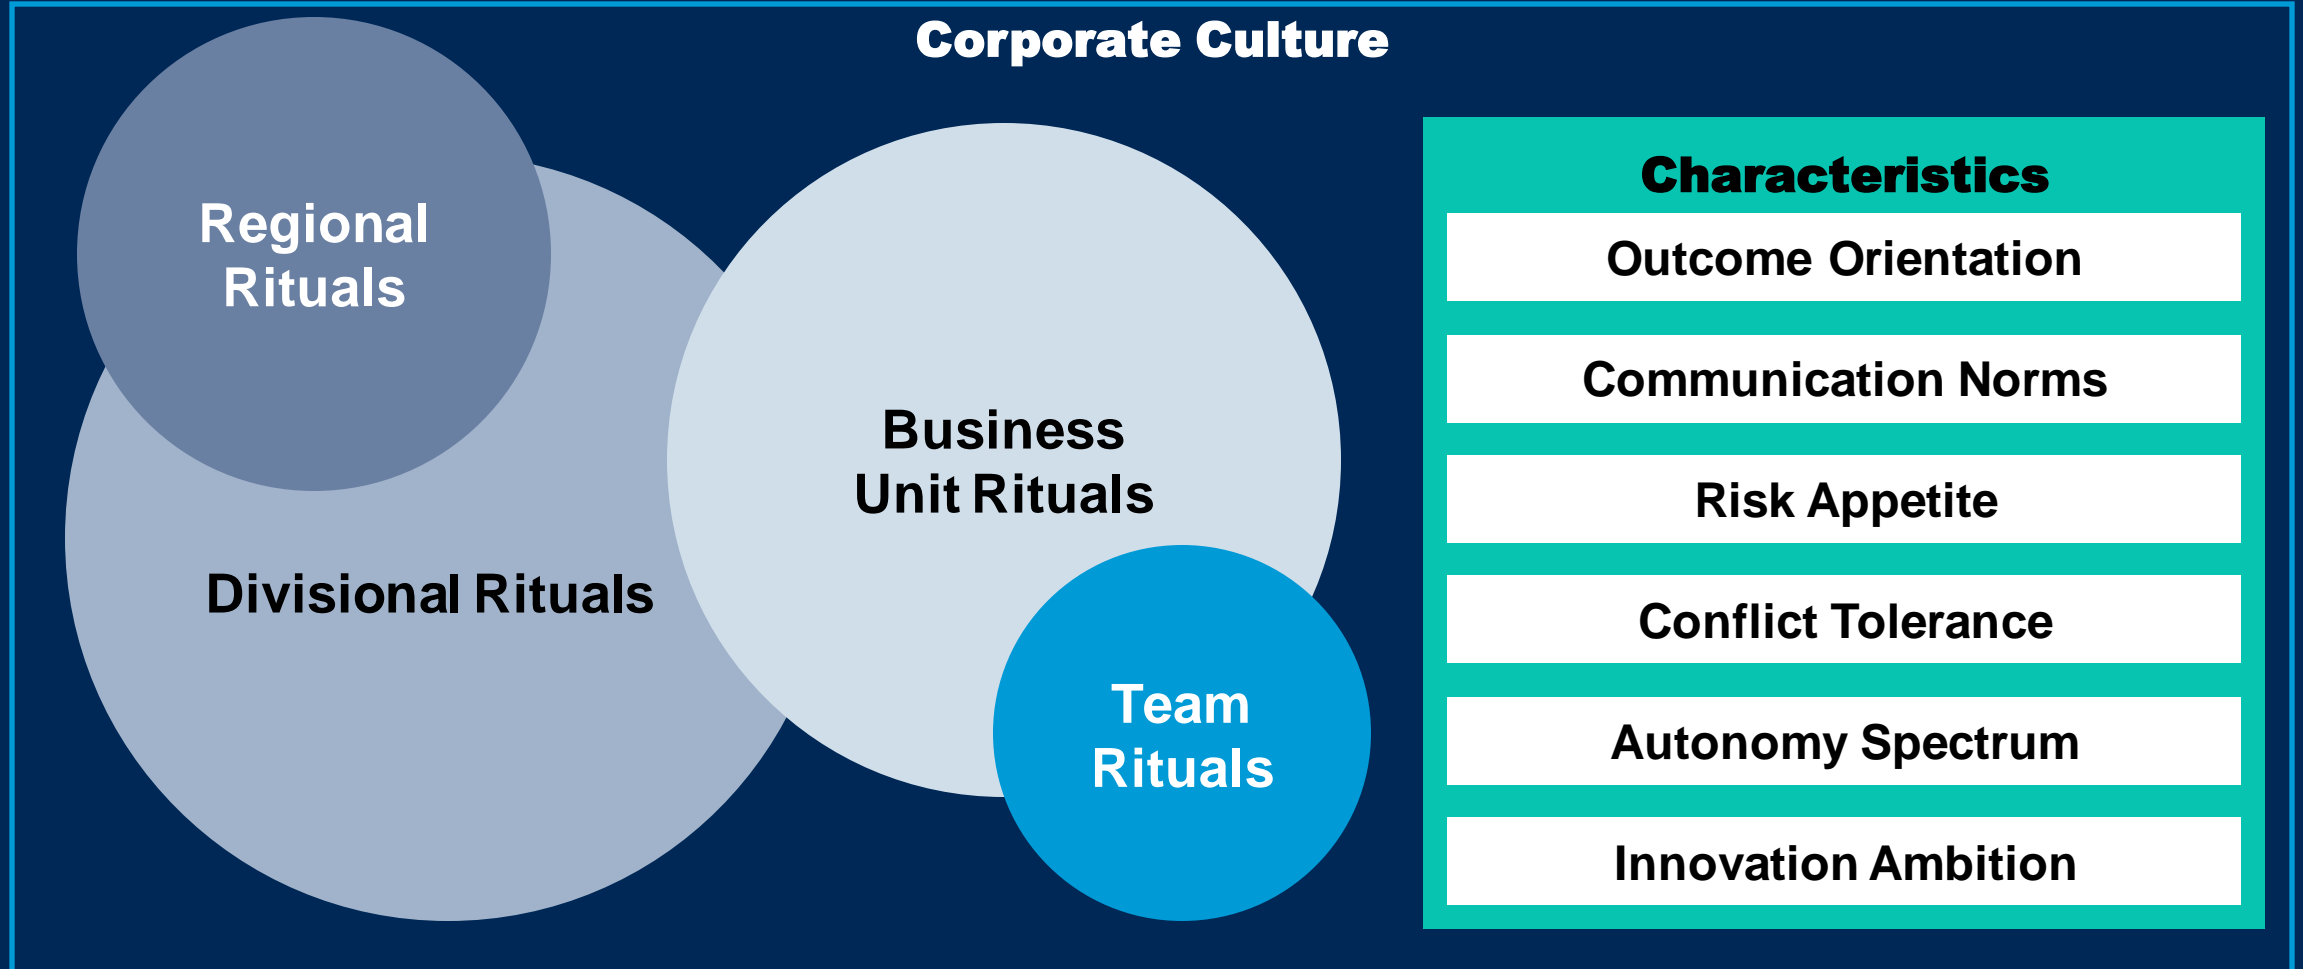 Corporate Culture
Regional
Rituals
Divisional Rituals
Business
Unit Rituals
Team
Rituals
Characteristics
Outcome Orientation
Communication Norms
Risk Appetite
Conflict Tolerance
Autonomy Spectrum
Innovation Ambition